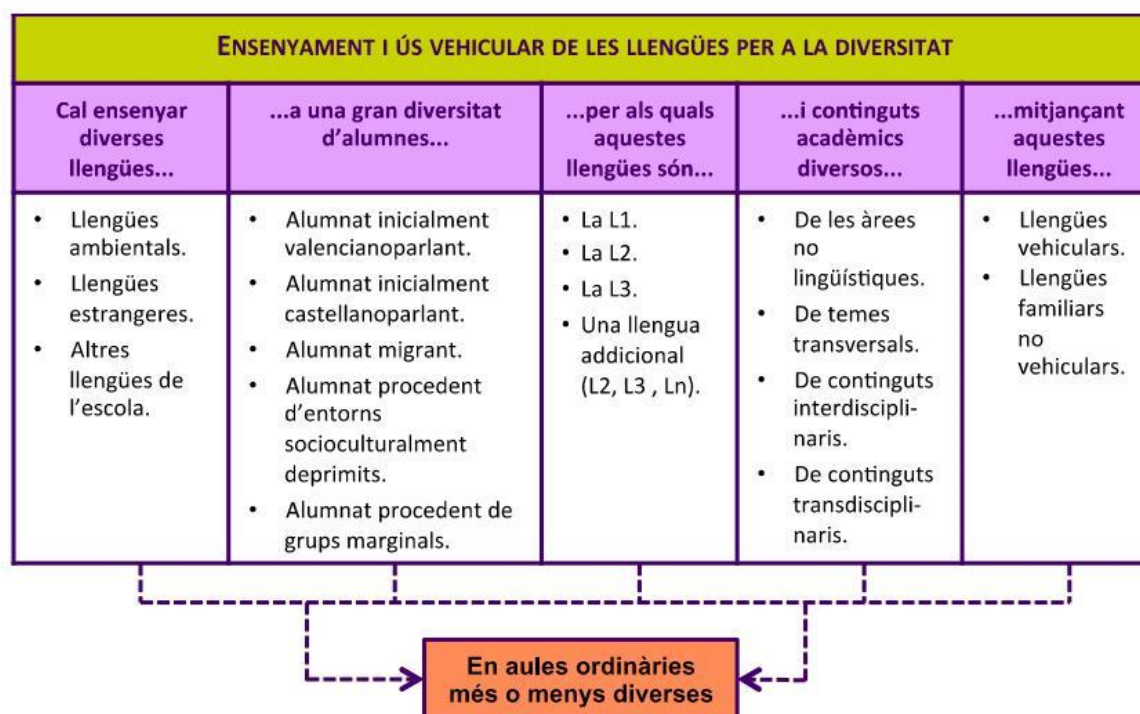 ENSENYAMENT I ÚS VEHICULAR DE LES LLENGÜES PER A LA DIVERSITAT
Cal ensenyar
diverses
llengües...
...a una gran diversitat
d'alumnes...
...per als quals
aquestes
llengües són...
...i continguts
acadèmics
diversos...
...mitjançant
aquestes
llengües...
• Llengües
ambientals.
• Llengües
estrangeres.
• Altres
llengües de
l'escola.
• Alumnat inicialment
valencianoparlant.
• Alumnat inicialment
castellanoparlant.
• Alumnat migrant.
• Alumnat procedent
d'entorns
socioculturalment
deprimits.
• Alumnat procedent de
grups marginals.
• La L1.
• La L2.
• La L3.
• Una llengua
addicional
(L2, L3 , Ln).
• De les àrees
no
lingüístiques.
• De temes
transversals.
• De continguts
interdiscipli-
naris.
• De continguts
transdiscipli-
naris.
• Llengües
vehiculars.
• Llengües
familiars
no
vehiculars.
En aules ordinàries
més o menys diverses